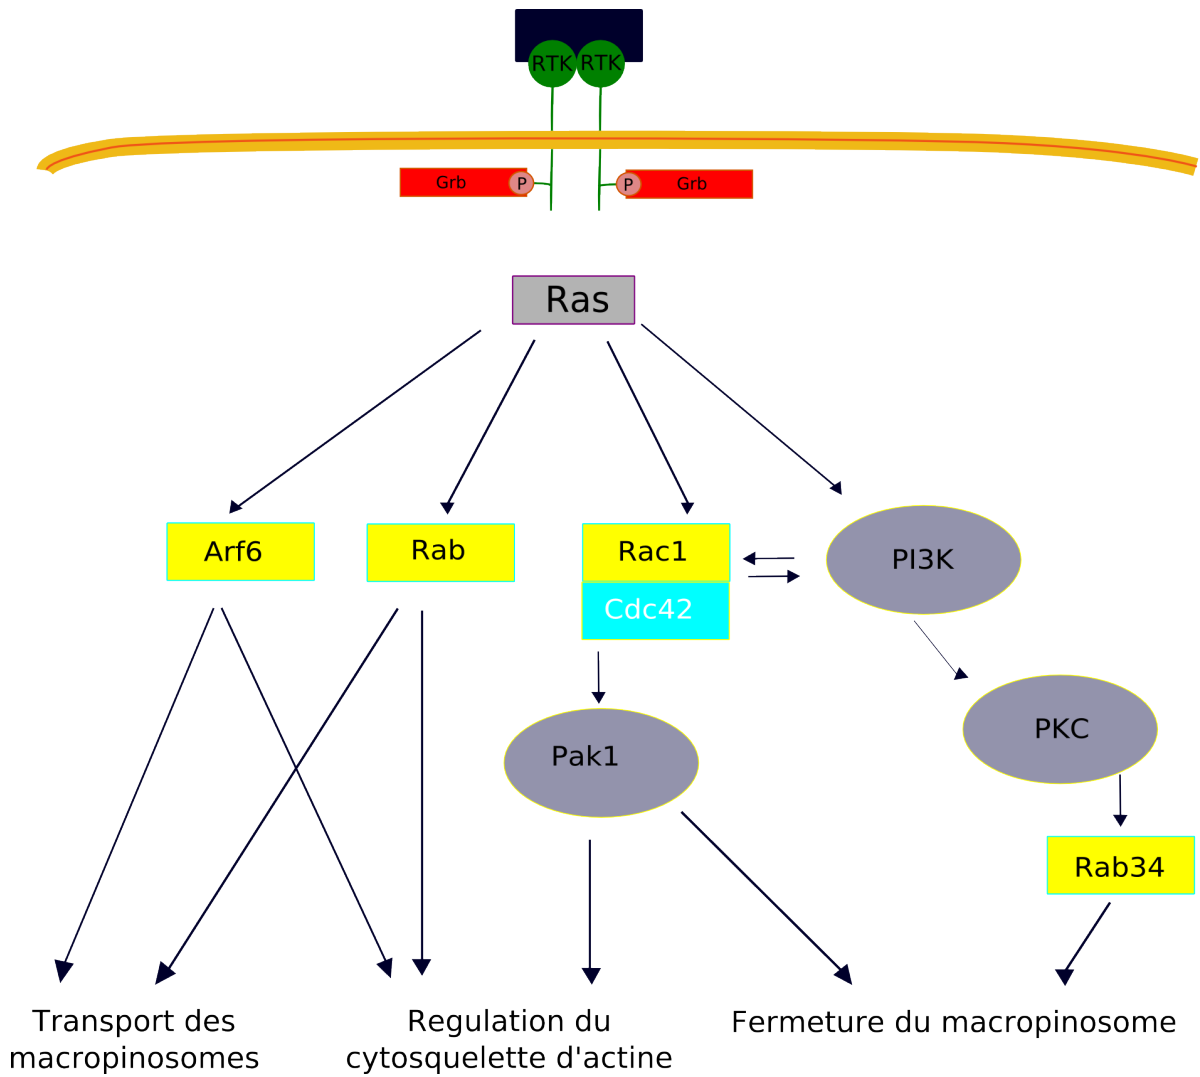 RTK RTK
Grb P P Grb
Ras
Arf6 Rab Rac1 PI3K
Cdc42
PKC
Pak1
Rab34
Transport des
macropinosomes
Regulation du
cytosquelette d'actine
Fermeture du macropinosome